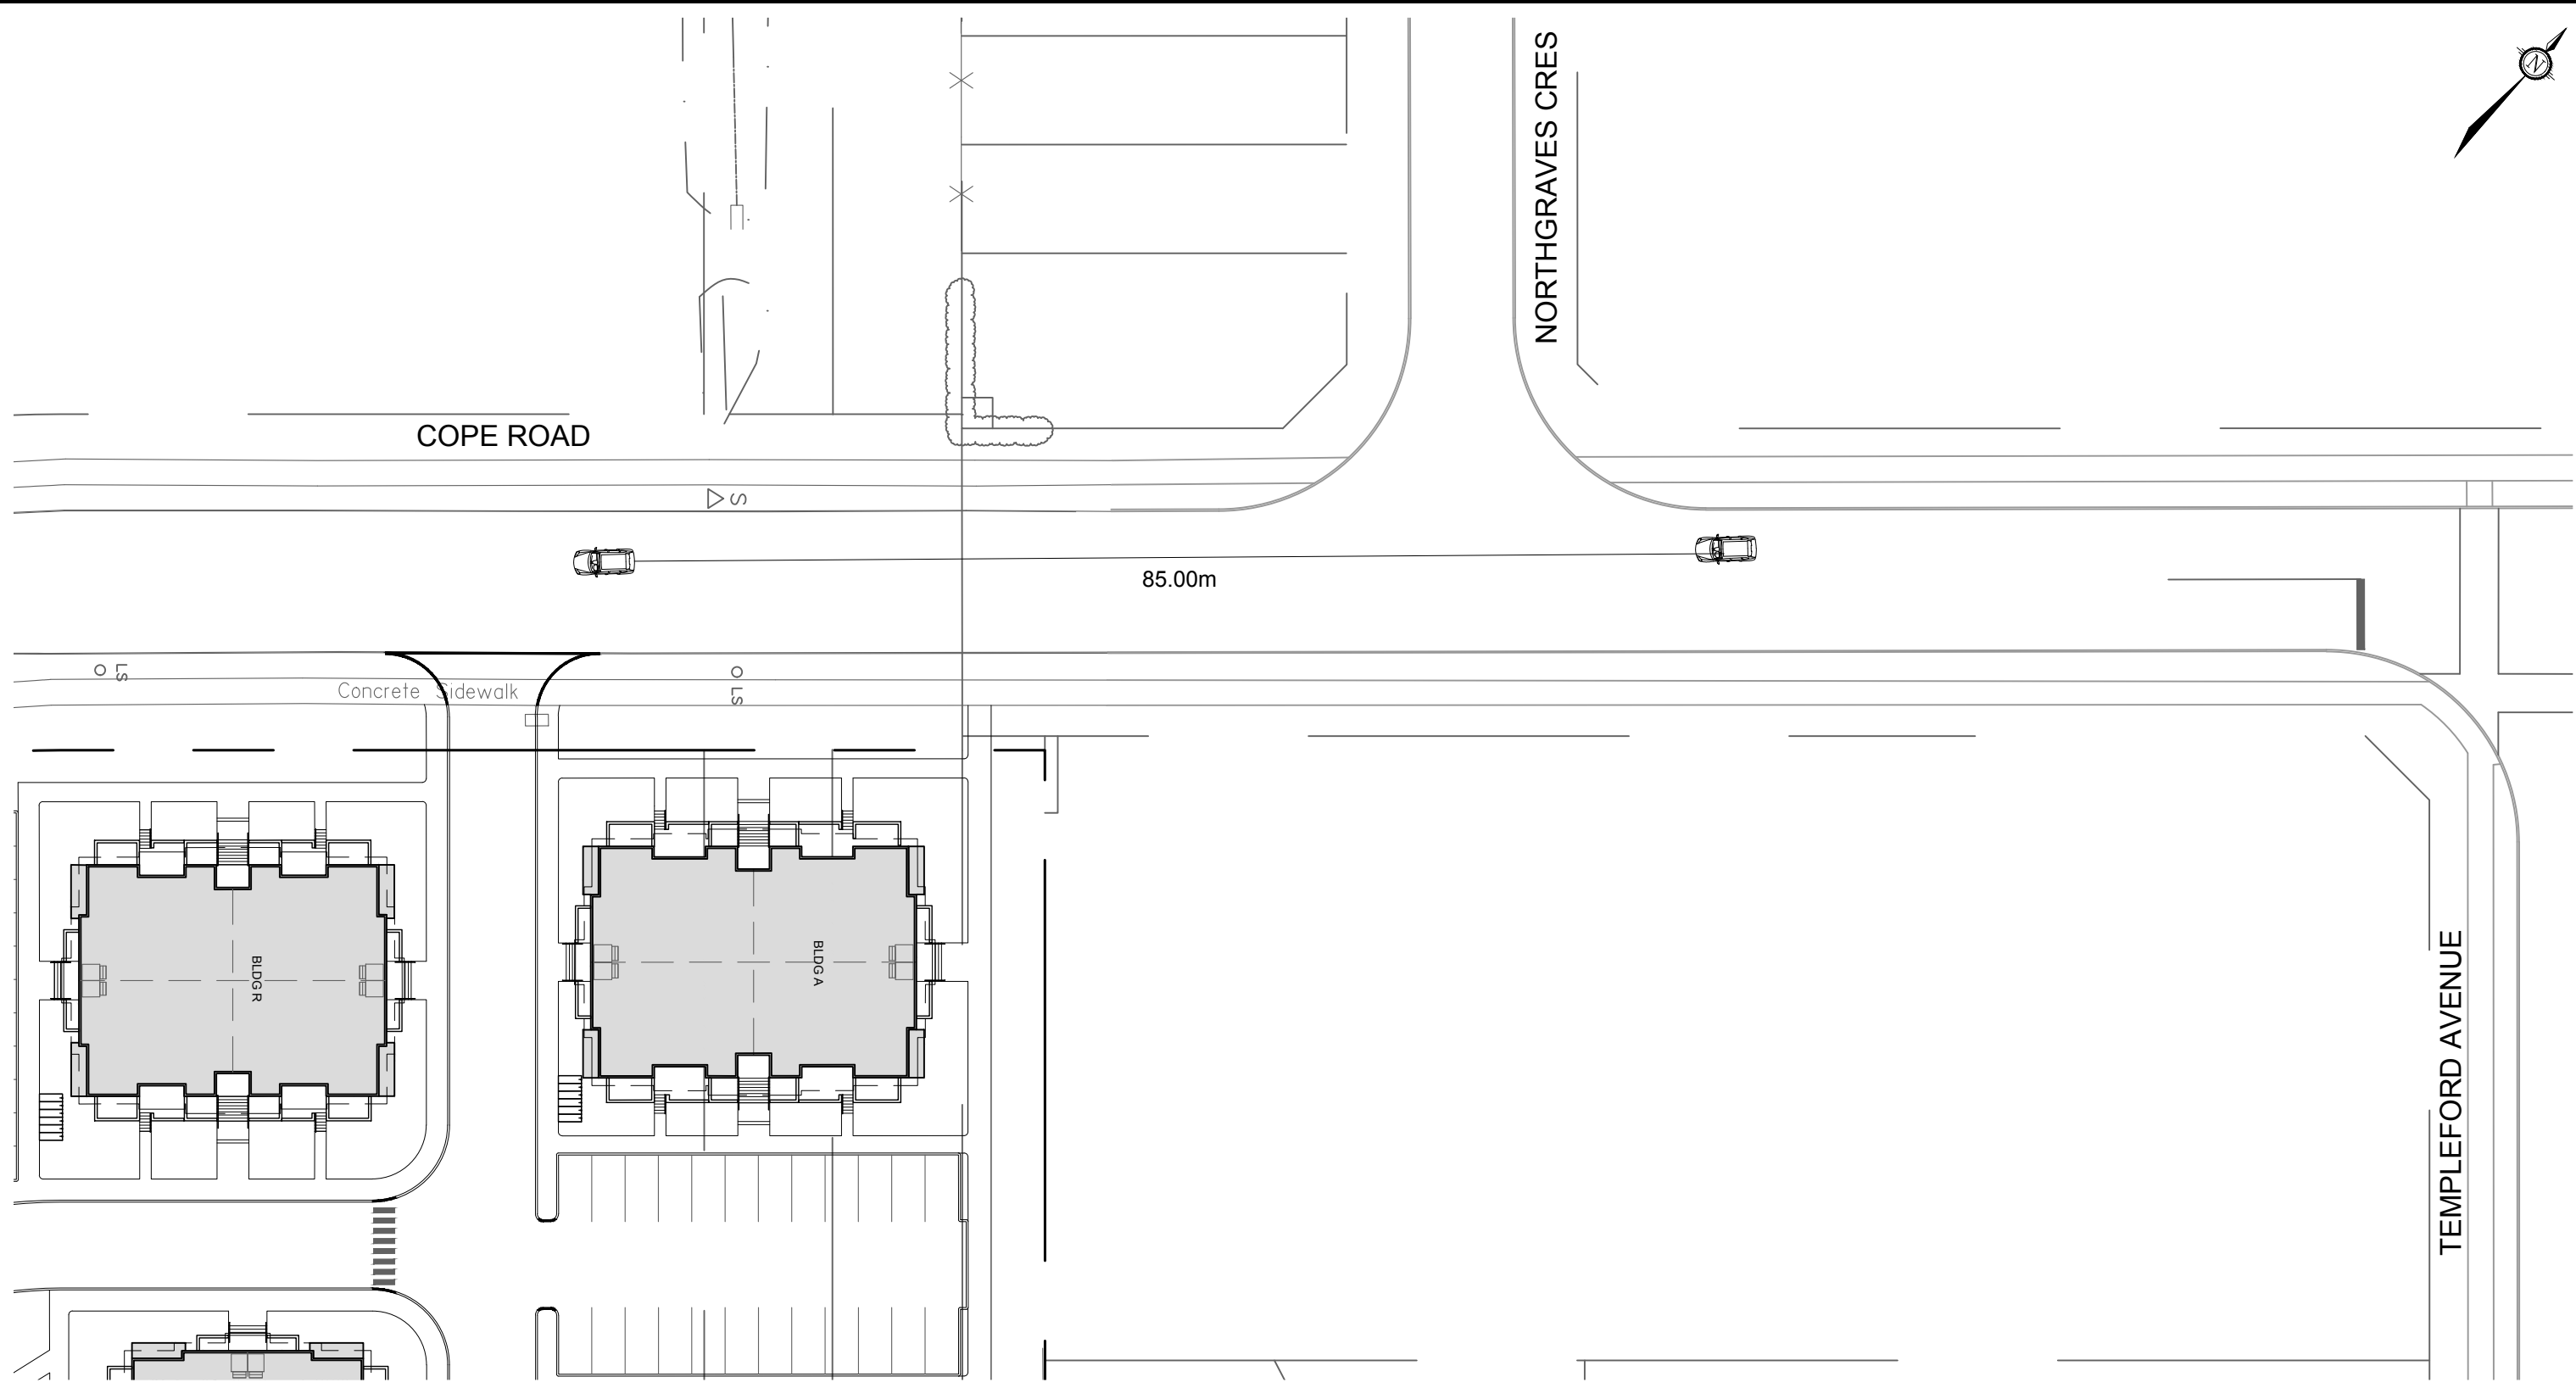 NORTHGRAVES CRES
N
COPE ROAD
S
85.00m
LS
Concrete Sidewalk
LS
BLDG R
BLDG A
TEMPLEFORD AVENUE